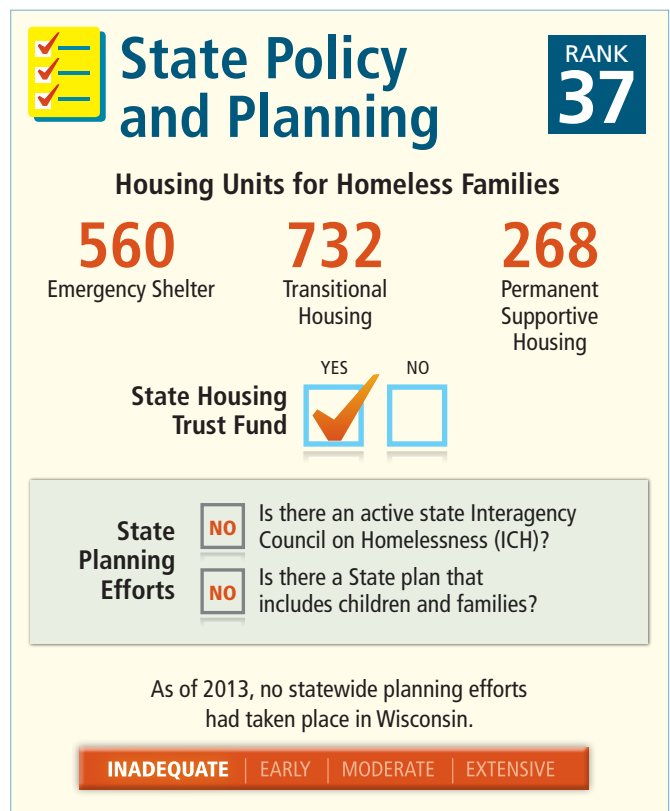 State Policy
and Planning
RANK
37
Housing Units for Homeless Families
560
Emergency Shelter
732
Transitional
Housing
268
Permanent
Supportive
Housing
YES NO
State Housing
Trust Fund
State
Planning
Efforts
NO
Is there an active state Interagency
Council on Homelessness (ICH)?
NO
Is there a State plan that
includes children and families?
As of 2013, no statewide planning efforts
had taken place in Wisconsin.
INADEQUATE | EARLY | MODERATE | EXTENSIVE